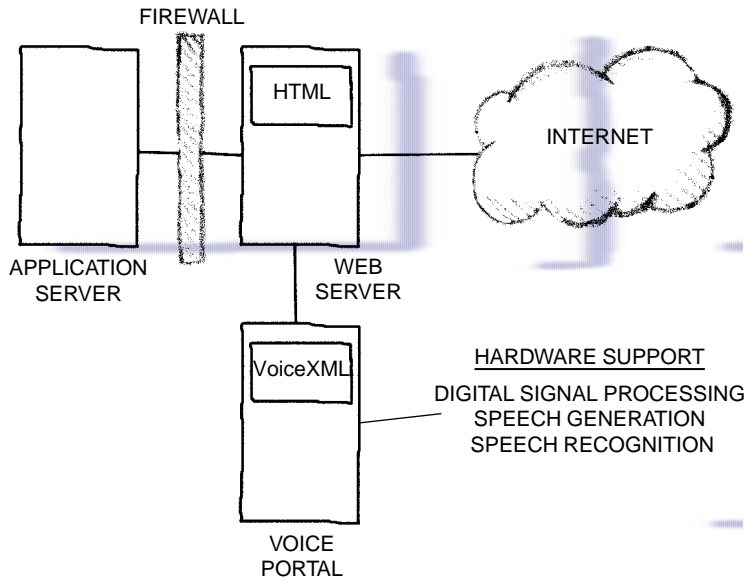 FIREWALL
HTML
INTERNET
APPLICATION
SERVER
WEB
SERVER
VoiceXML
HARDWARE SUPPORT
DIGITAL SIGNAL PROCESSING
SPEECH GENERATION
SPEECH RECOGNITION
VOICE
PORTAL